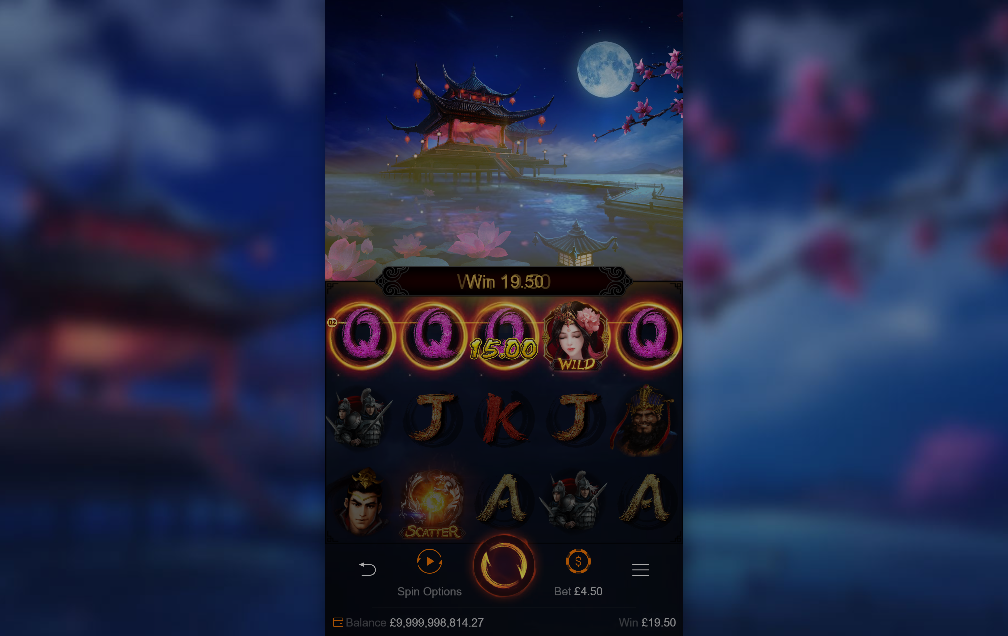 Win 19.50
02
Q Q Q Q
15.00
WILD
J K J
SCATTER A A
Spin Options Bet £4.50
Balance £9,999,998,814.27 Win £19.50